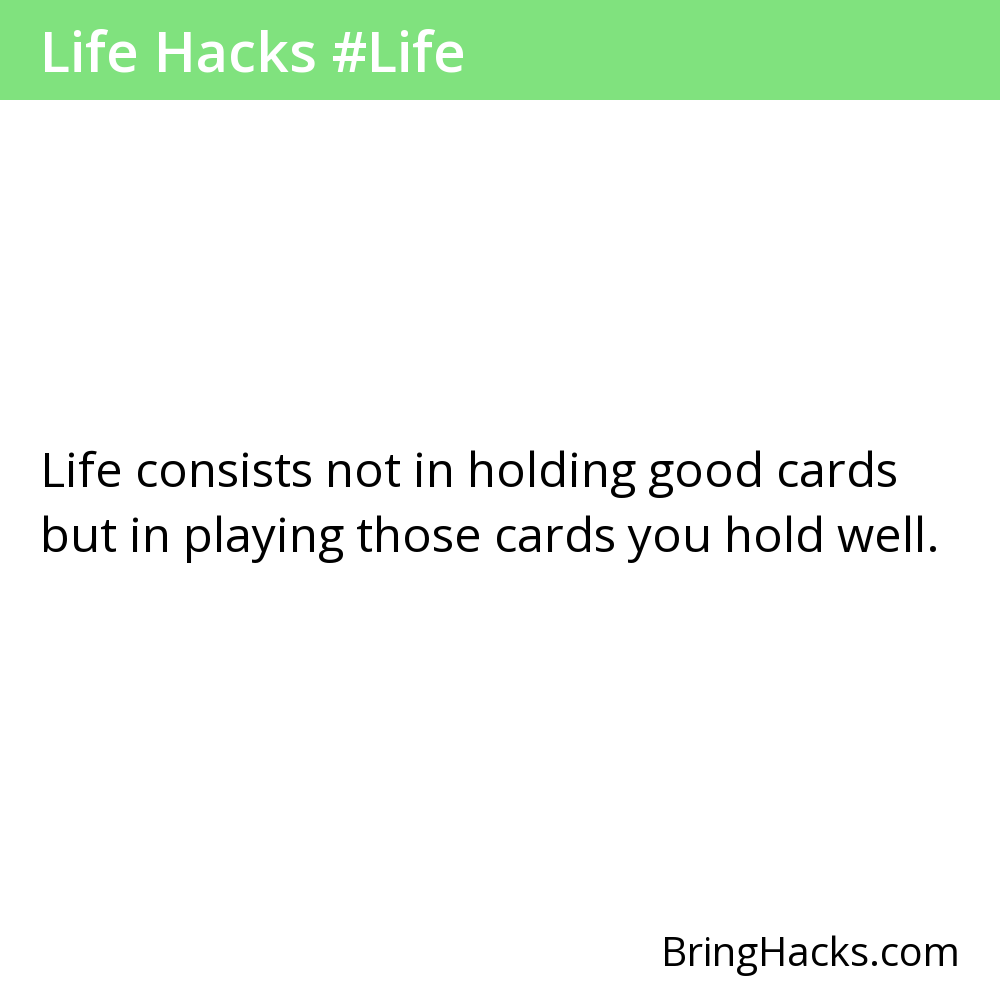 Life Hacks #Life
Life consists not in holding good cards
but in playing those cards you hold well.
BringHacks.com